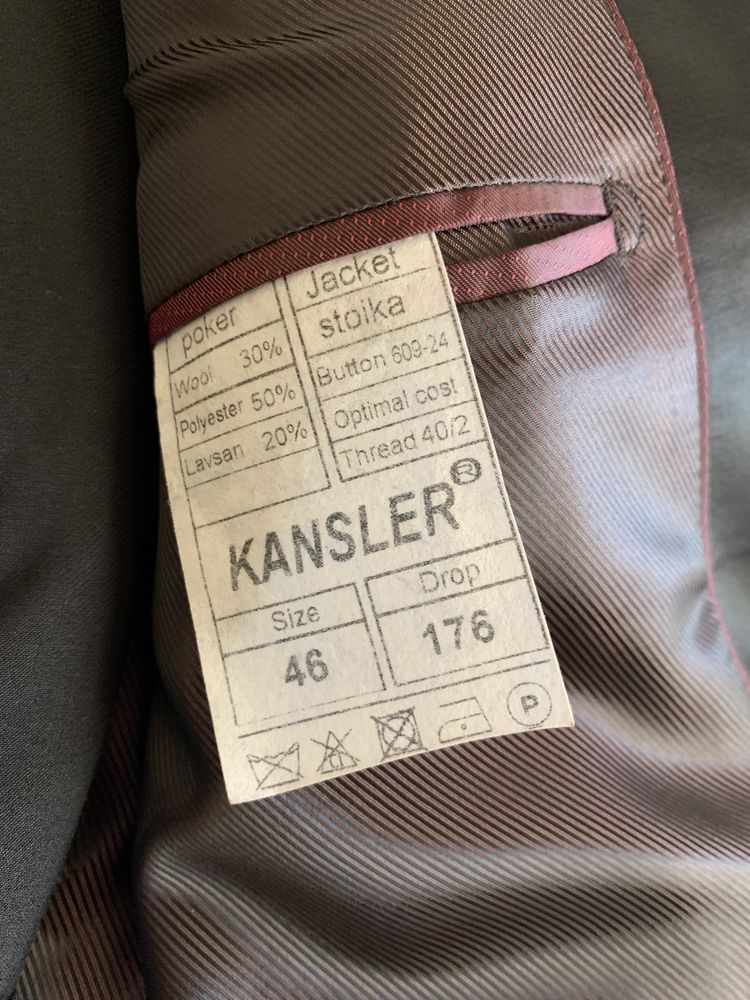 poker
Wool 30%
Polyester 50%
Lavsan 20%
Jacket
stoika
Button 609-24
Optimal cost
Thread 40/2
KANSLER®
Size
46
Drop
176
P